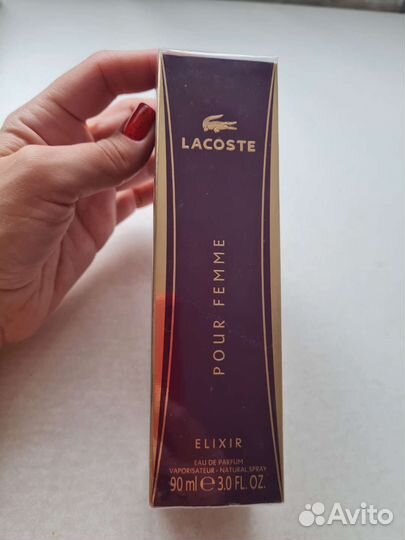 LACOSTE
POUR FEMME
ELIXIR
EAU DE PARFUM
VAPORISATEUR - NATURAL SPRAY
90 ml ℮ 3.0 FL. OZ.
Avito